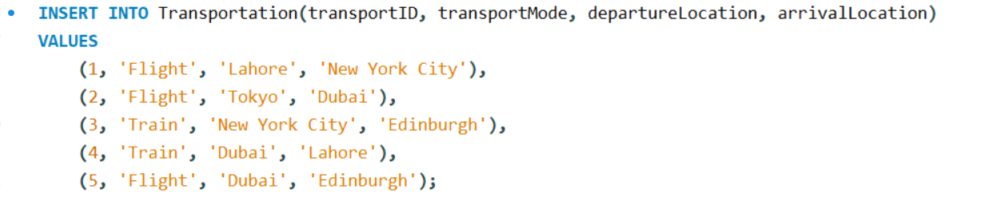 INSERT INTO Transportation(transportID, transportMode, departureLocation, arrivalLocation)
VALUES
(1, 'Flight', 'Lahore', 'New York City'),
(2, 'Flight', 'Tokyo', 'Dubai'),
(3, 'Train', 'New York City', 'Edinburgh'),
(4, 'Train', 'Dubai', 'Lahore'),
(5, 'Flight', 'Dubai', 'Edinburgh');